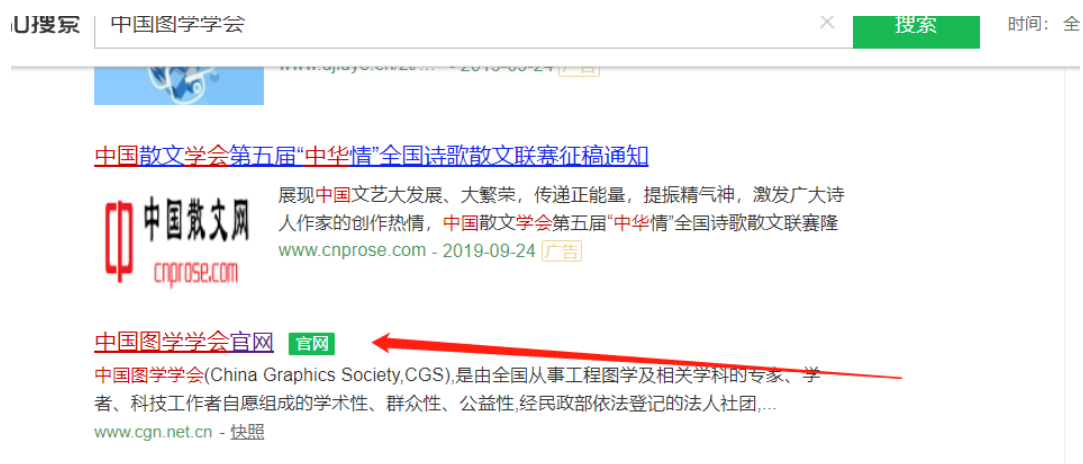 搜索 中国图学学会 × 搜索 时间：全
2019-09-24 广告
中国散文学会第五届“中华情”全国诗歌散文联赛征稿通知
中国散文网
cnprose.com
展现中国文艺大发展、大繁荣，传递正能量，提振精气神，激发广大诗
人作家的创作热情，中国散文学会第五届“中华情”全国诗歌散文联赛隆
www.cnprose.com - 2019-09-24 广告
中国图学学会官网 官网
中国图学学会(China Graphics Society,CGS),是由全国从事工程图学及相关学科的专家、学
者、科技工作者自愿组成的学术性、群众性、公益性,经民政部依法登记的法人社团,...
www.cgn.net.cn - 快照